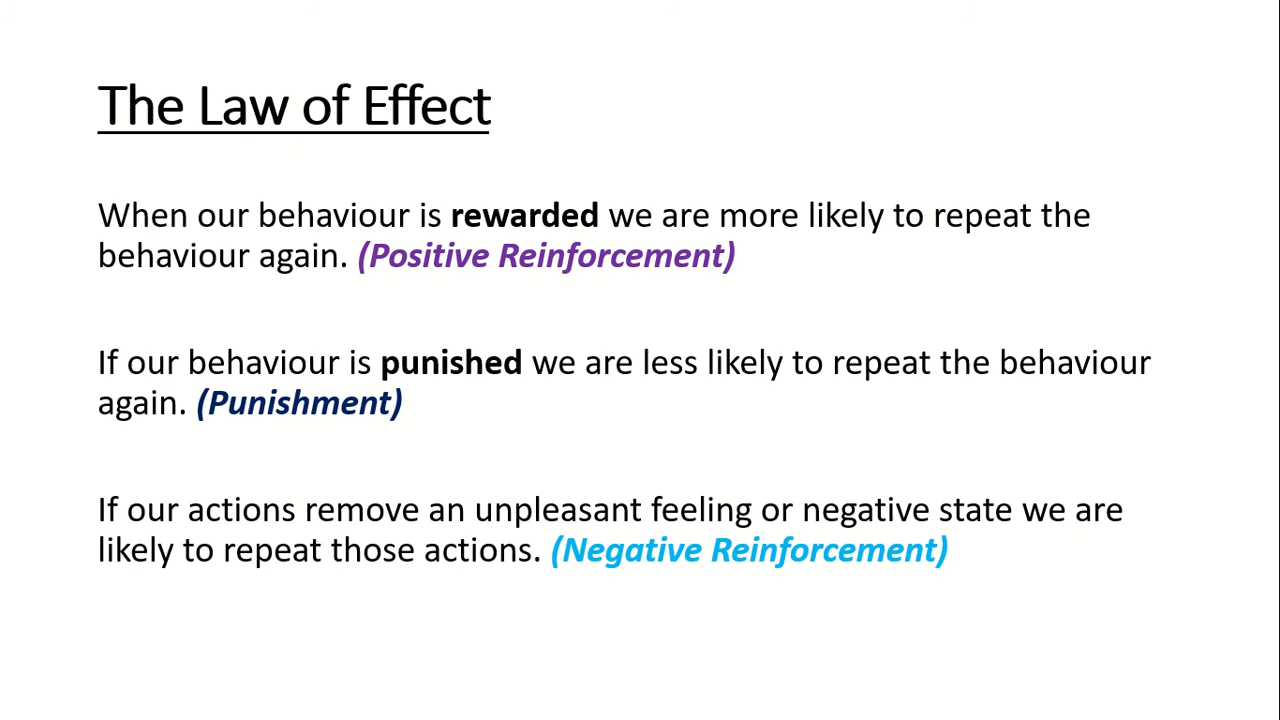 The Law of Effect
When our behaviour is rewarded we are more likely to repeat the
behaviour again. (Positive Reinforcement)
If our behaviour is punished we are less likely to repeat the behaviour
again. (Punishment)
If our actions remove an unpleasant feeling or negative state we are
likely to repeat those actions. (Negative Reinforcement)